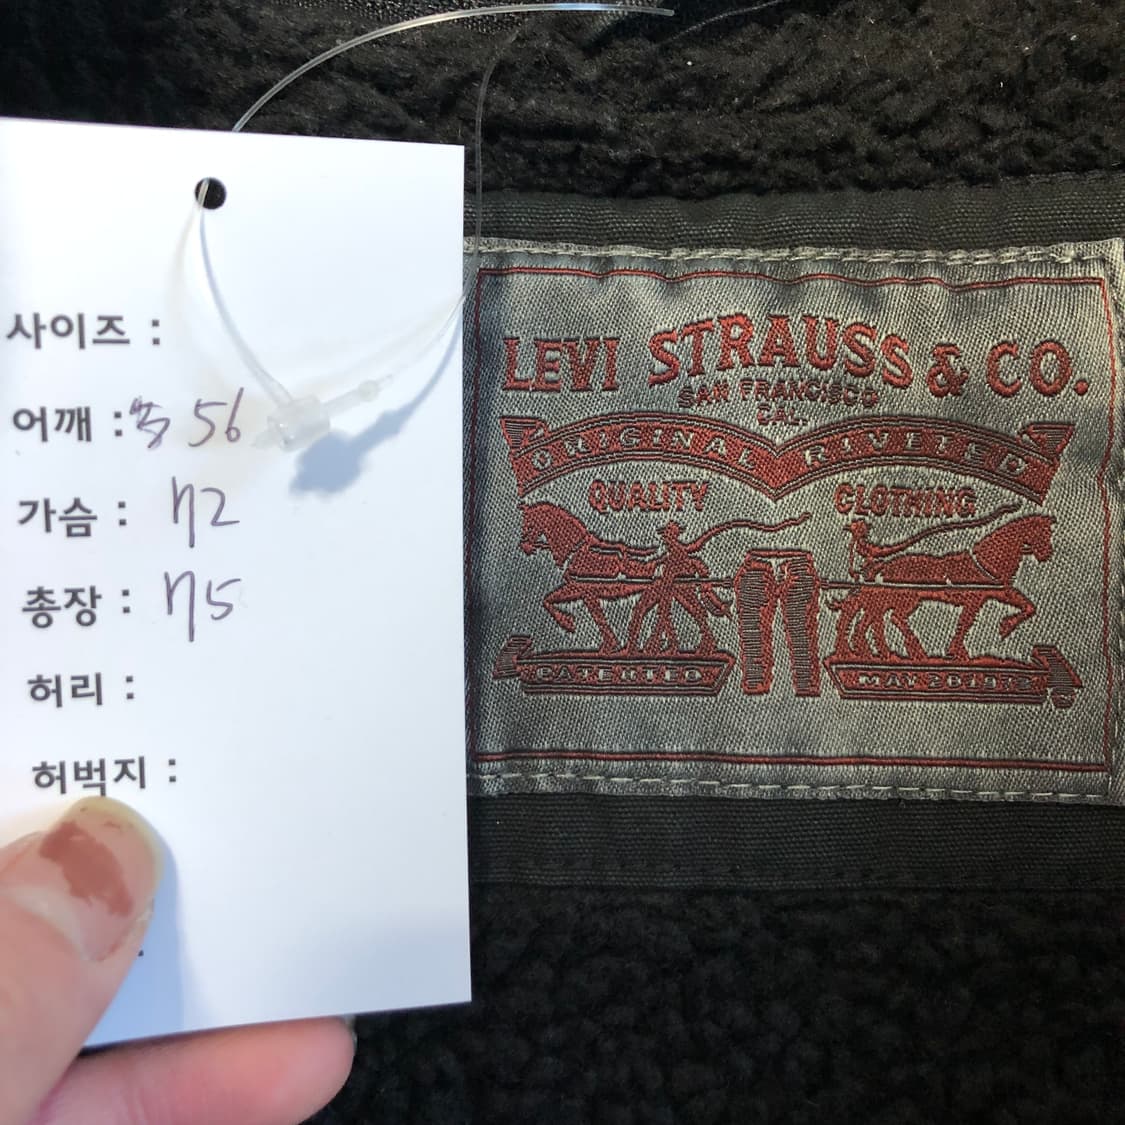 사이즈 :
어깨 : 56
가슴 : 72
총장 : 75
허리 :
허벅지 :
LEVI STRAUSS & CO.
SAN FRANCISCO
CAL.
ORIGINAL RIVETED
QUALITY CLOTHING
PATENTED MAY 20 1873